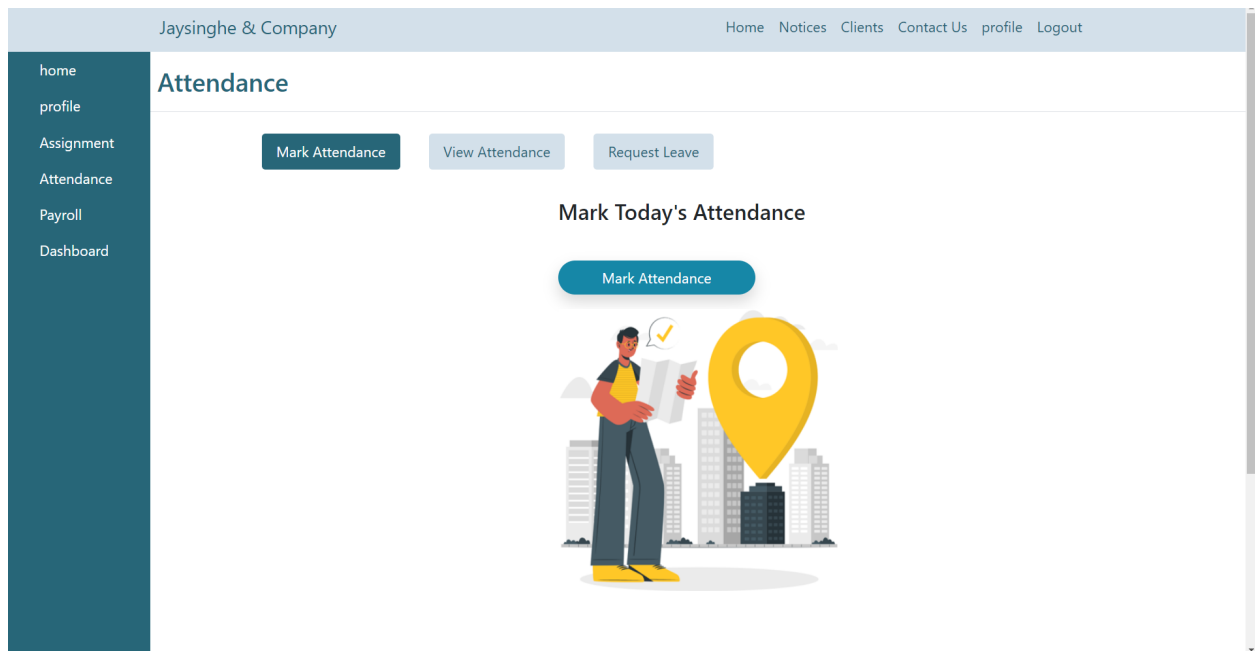 Jaysinghe & Company
Home Notices Clients Contact Us profile Logout
home
profile
Assignment
Attendance
Payroll
Dashboard
Attendance
Mark Attendance View Attendance Request Leave
Mark Today's Attendance
Mark Attendance